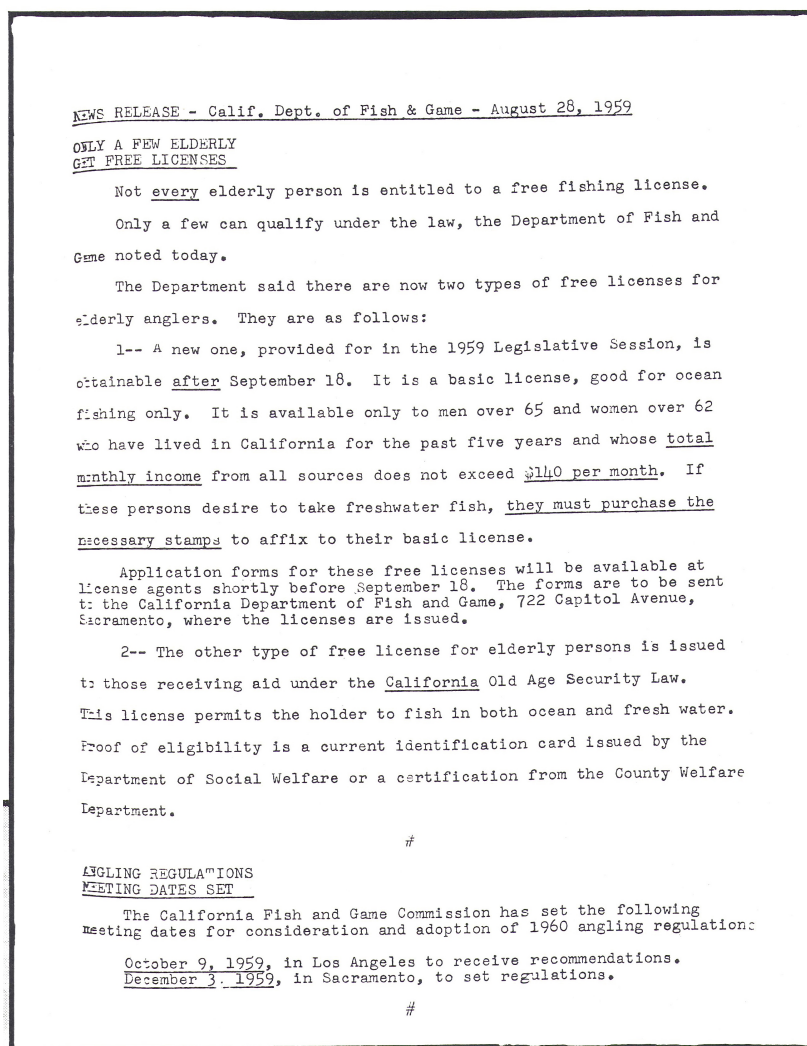 NEWS RELEASE - Calif. Dept. of Fish & Game - August 28, 1959
ONLY A FEW ELDERLY
GET FREE LICENSES
Not every elderly person is entitled to a free fishing license.
Only a few can qualify under the law, the Department of Fish and
Game noted today.
The Department said there are now two types of free licenses for
elderly anglers. They are as follows:
1-- A new one, provided for in the 1959 Legislative Session, is
obtainable after September 18. It is a basic license, good for ocean
fishing only. It is available only to men over 65 and women over 62
who have lived in California for the past five years and whose total
monthly income from all sources does not exceed $140 per month. If
these persons desire to take freshwater fish, they must purchase the
necessary stamps to affix to their basic license.
Application forms for these free licenses will be available at
license agents shortly before September 18. The forms are to be sent
to the California Department of Fish and Game, 722 Capitol Avenue,
Sacramento, where the licenses are issued.
2-- The other type of free license for elderly persons is issued
to those receiving aid under the California Old Age Security Law.
This license permits the holder to fish in both ocean and fresh water.
Proof of eligibility is a current identification card issued by the
Department of Social Welfare or a certification from the County Welfare
Department.
#
ANGLING REGULATIONS
MEETING DATES SET
The California Fish and Game Commission has set the following
meeting dates for consideration and adoption of 1960 angling regulations
October 9, 1959, in Los Angeles to receive recommendations.
December 3. 1959, in Sacramento, to set regulations.
#